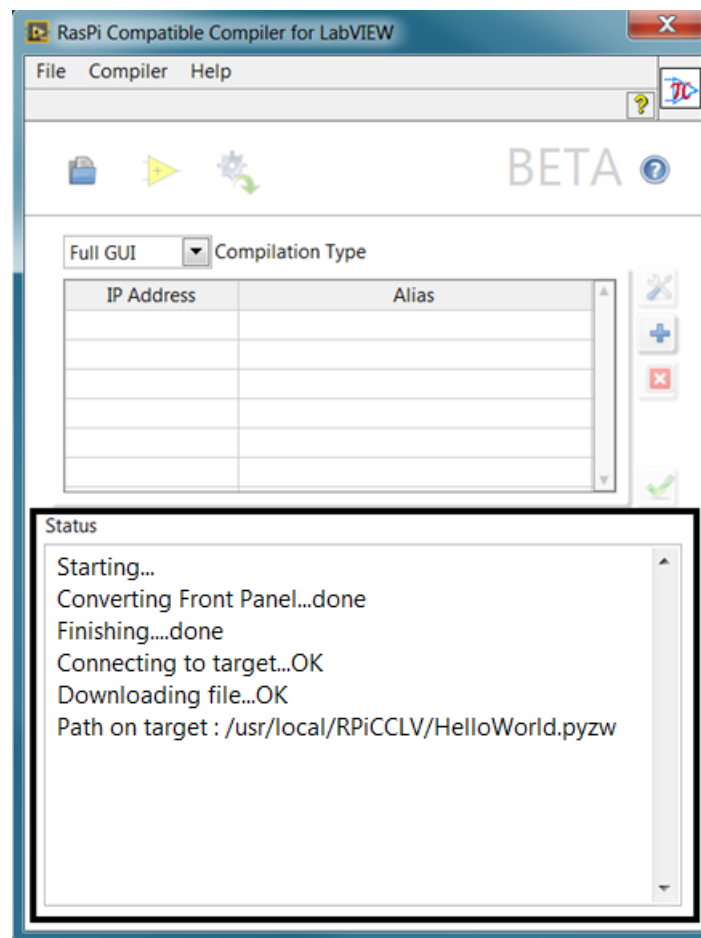 RasPi Compatible Compiler for LabVIEW
File Compiler Help
BETA
Full GUI Compilation Type
IP Address Alias
Status
Starting...
Converting Front Panel...done
Finishing....done
Connecting to target...OK
Downloading file...OK
Path on target : /usr/local/RPiCCLV/HelloWorld.pyzw